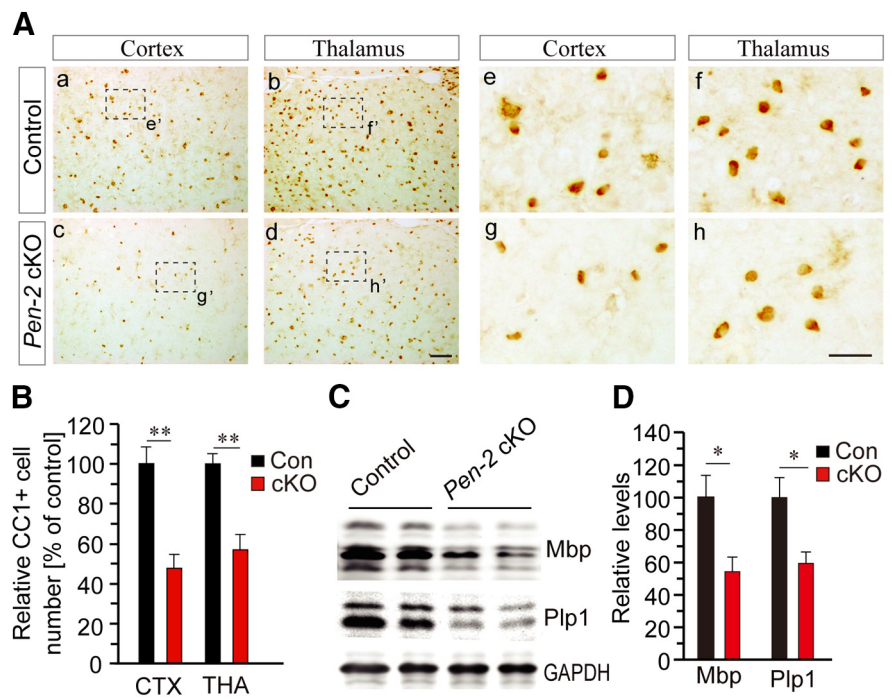 A
Cortex
Thalamus
Cortex
Thalamus
Control
a
e'
b
f'
e
f
Pen-2 cKO
c
g'
d
h'
g
h
B
Relative CC1+ cell
number [% of control]
120
100
80
60
40
20
0
**
**
Con
cKO
CTX
THA
C
Control
Pen-2 cKO
Mbp
Plp1
GAPDH
D
Relative levels
140
120
100
80
60
40
20
0
*
*
Con
cKO
Mbp
Plp1